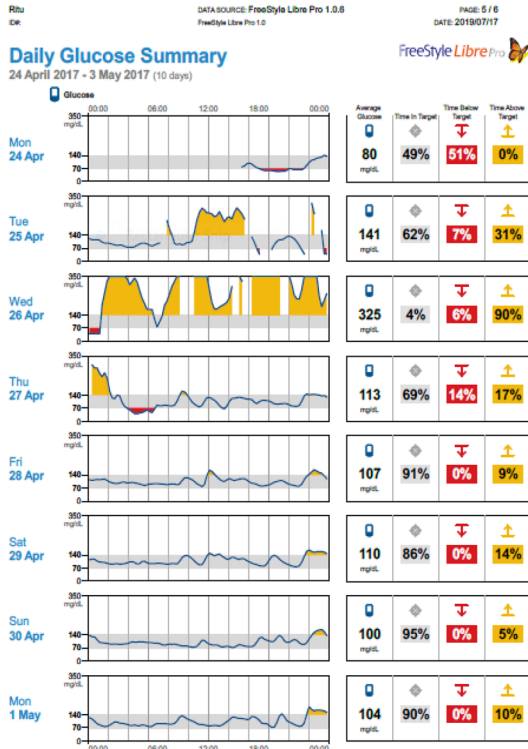 Ritu DATA SOURCE: FreeStyle Libre Pro 1.0.6 PAGE: 5 / 6
ID#: FreeStyle Libre Pro 1.0 DATE: 2019/07/17
Daily Glucose Summary FreeStyle Libre Pro
24 April 2017 - 3 May 2017 (10 days)
Glucose
00:00 06:00 12:00 18:00 00:00
Average Glucose Time In Target Time Below Target Time Above Target
Mon
24 Apr
350
mg/dL
140
70
0
80 49% 51% 0%
mg/dL
Tue
25 Apr
350
mg/dL
140
70
0
141 62% 7% 31%
mg/dL
Wed
26 Apr
350
mg/dL
140
70
0
325 4% 6% 90%
mg/dL
Thu
27 Apr
350
mg/dL
140
70
0
113 69% 14% 17%
mg/dL
Fri
28 Apr
350
mg/dL
140
70
0
107 91% 0% 9%
mg/dL
Sat
29 Apr
350
mg/dL
140
70
0
110 86% 0% 14%
mg/dL
Sun
30 Apr
350
mg/dL
140
70
0
100 95% 0% 5%
mg/dL
Mon
1 May
350
mg/dL
140
70
0
104 90% 0% 10%
mg/dL
00:00 06:00 12:00 18:00 00:00